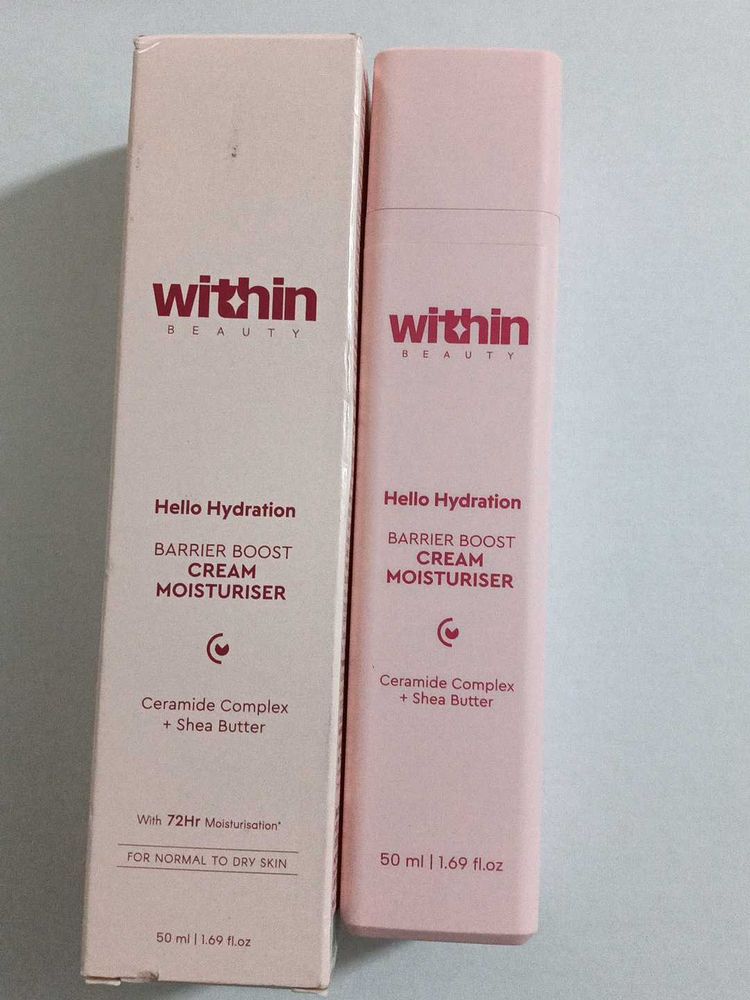 within
BEAUTY
Hello Hydration
BARRIER BOOST
CREAM
MOISTURISER
Ceramide Complex
+ Shea Butter
With 72Hr Moisturisation*
FOR NORMAL TO DRY SKIN
50 ml | 1.69 fl.oz
within
BEAUTY
Hello Hydration
BARRIER BOOST
CREAM
MOISTURISER
Ceramide Complex
+ Shea Butter
50 ml | 1.69 fl.oz